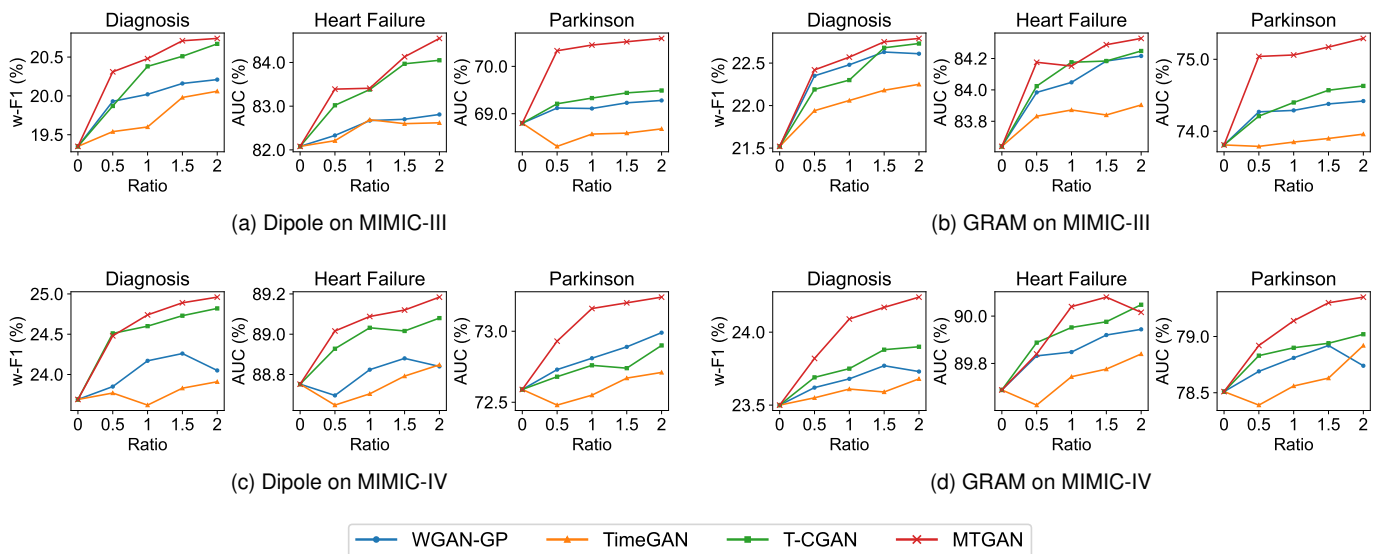 Diagnosis Heart Failure Parkinson
w-F1 (%) 20.5 20.0 19.5
0 0.5 1 1.5 2
Ratio
AUC (%) 84.0 83.0 82.0
0 0.5 1 1.5 2
Ratio
AUC (%) 70.0 69.0
0 0.5 1 1.5 2
Ratio
(a) Dipole on MIMIC-III
Diagnosis Heart Failure Parkinson
w-F1 (%) 22.5 22.0 21.5
0 0.5 1 1.5 2
Ratio
AUC (%) 84.2 84.0 83.8
0 0.5 1 1.5 2
Ratio
AUC (%) 75.0 74.0
0 0.5 1 1.5 2
Ratio
(b) GRAM on MIMIC-III
Diagnosis Heart Failure Parkinson
w-F1 (%) 25.0 24.5 24.0
0 0.5 1 1.5 2
Ratio
AUC (%) 89.2 89.0 88.8
0 0.5 1 1.5 2
Ratio
AUC (%) 73.0 72.5
0 0.5 1 1.5 2
Ratio
(c) Dipole on MIMIC-IV
Diagnosis Heart Failure Parkinson
w-F1 (%) 24.0 23.5
0 0.5 1 1.5 2
Ratio
AUC (%) 90.0 89.8
0 0.5 1 1.5 2
Ratio
AUC (%) 79.0 78.5
0 0.5 1 1.5 2
Ratio
(d) GRAM on MIMIC-IV
WGAN-GP TimeGAN T-CGAN MTGAN